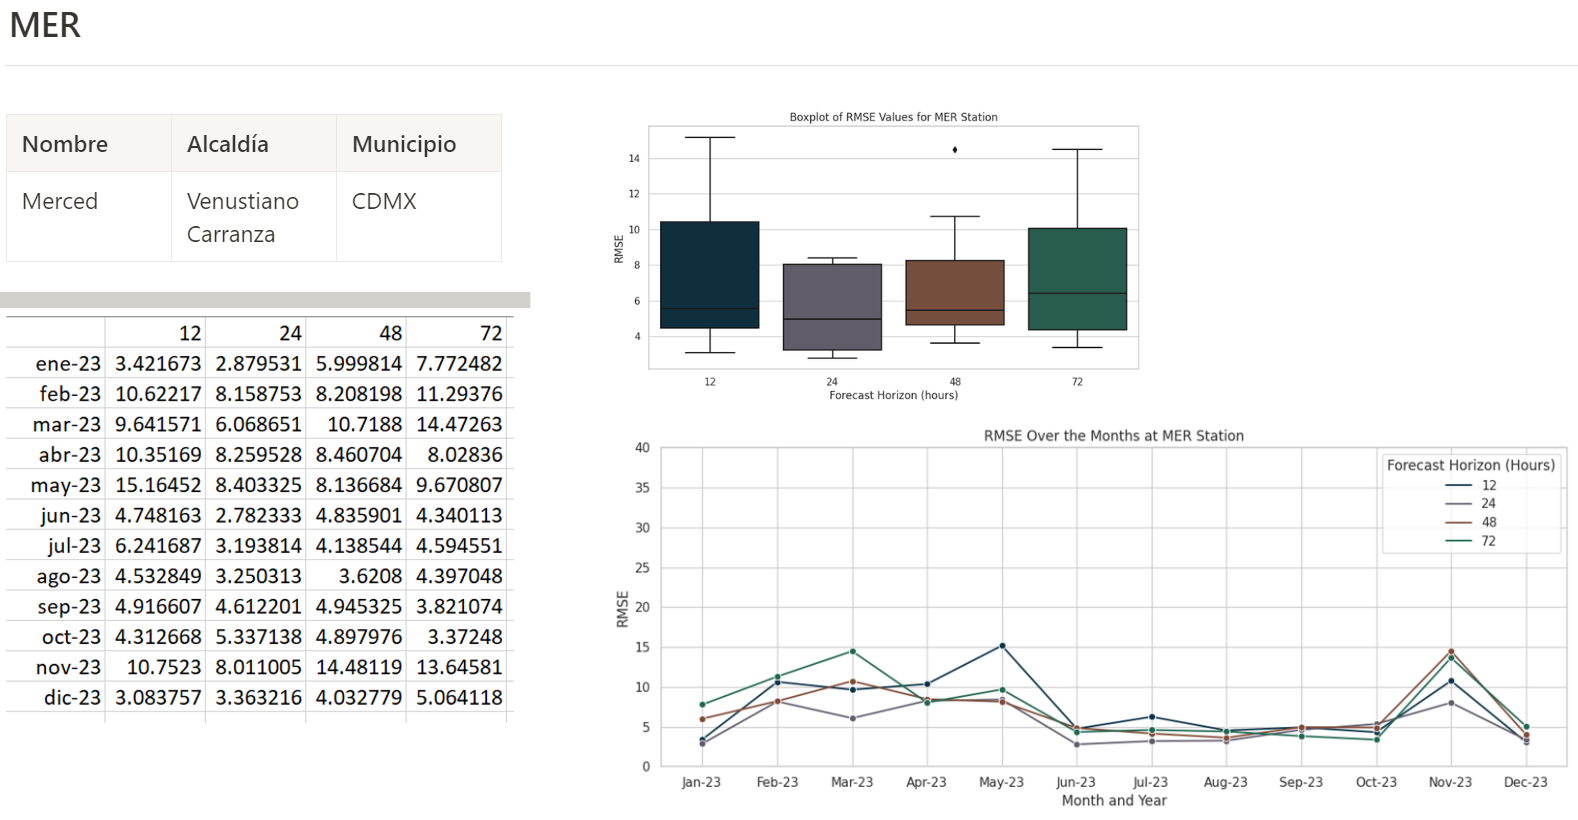 MER
Nombre Alcaldía Municipio
Merced Venustiano CDMX
Carranza
12 24 48 72
ene-23 3.421673 2.879531 5.999814 7.772482
feb-23 10.62217 8.158753 8.208198 11.29376
mar-23 9.641571 6.068651 10.7188 14.47263
abr-23 10.35169 8.259528 8.460704 8.02836
may-23 15.16452 8.403325 8.136684 9.670807
jun-23 4.748163 2.782333 4.835901 4.340113
jul-23 6.241687 3.193814 4.138544 4.594551
ago-23 4.532849 3.250313 3.6208 4.397048
sep-23 4.916607 4.612201 4.945325 3.821074
oct-23 4.312668 5.337138 4.897976 3.37248
nov-23 10.7523 8.011005 14.48119 13.64581
dic-23 3.083757 3.363216 4.032779 5.064118
Boxplot of RMSE Values for MER Station
RMSE
14
12
10
8
6
4
12 24 48 72
Forecast Horizon (hours)
RMSE Over the Months at MER Station
RMSE
40
35
30
25
20
15
10
5
0
Forecast Horizon (Hours)
12
24
48
72
Jan-23 Feb-23 Mar-23 Apr-23 May-23 Jun-23 Jul-23 Aug-23 Sep-23 Oct-23 Nov-23 Dec-23
Month and Year